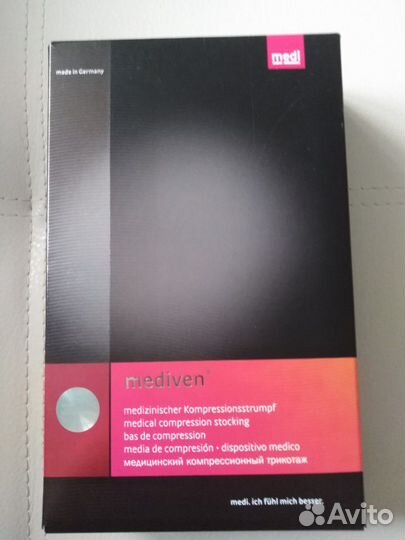 made in Germany
medi
mediven®
medizinischer Kompressionsstrumpf
medical compression stocking
bas de compression
media de compresión • dispositivo medico
медицинский компрессионный трикотаж
medi. ich fühl mich besser.
Avito